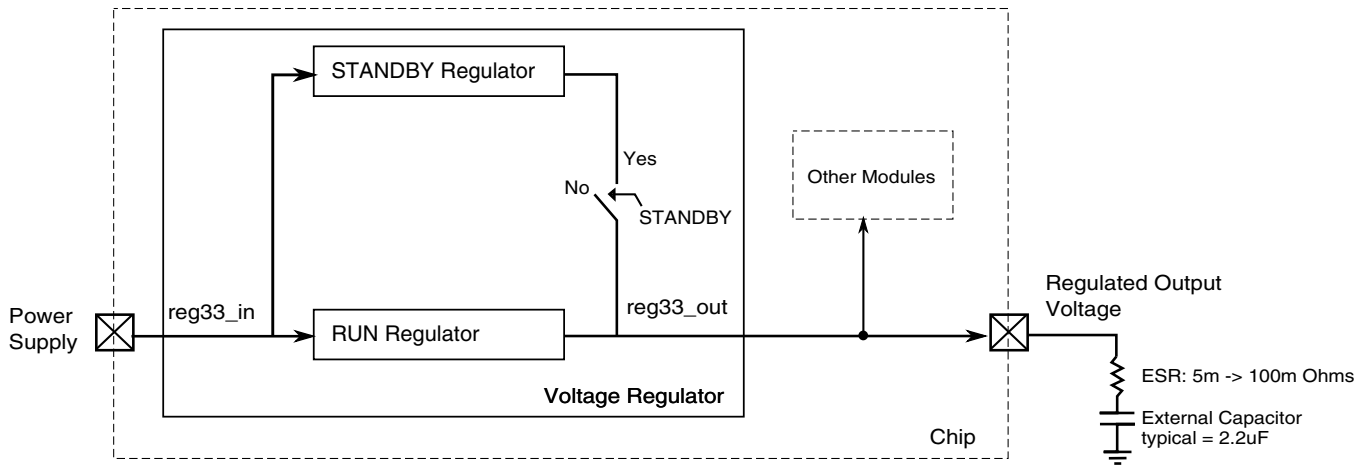 STANDBY Regulator
Yes
No
STANDBY
Other Modules
Power
Supply
reg33_in
RUN Regulator
reg33_out
Regulated Output
Voltage
Voltage Regulator
ESR: 5m -> 100m Ohms
External Capacitor
typical = 2.2uF
Chip